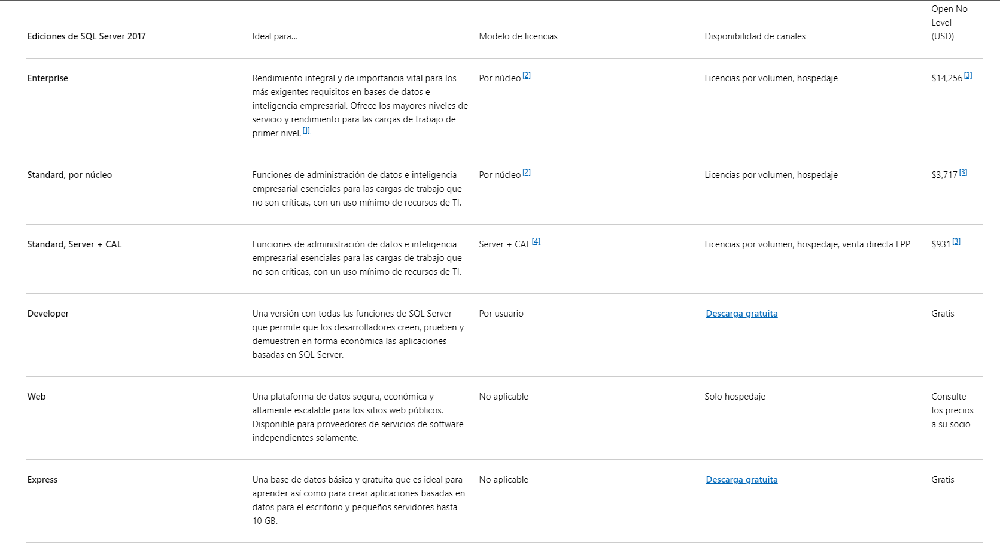 Open No
Level
Ediciones de SQL Server 2017 Ideal para... Modelo de licencias Disponibilidad de canales (USD)
Enterprise Rendimiento integral y de importancia vital para los Por núcleo [2] Licencias por volumen, hospedaje $14,256 [3]
más exigentes requisitos en bases de datos e
inteligencia empresarial. Ofrece los mayores niveles de
servicio y rendimiento para las cargas de trabajo de
primer nivel. [1]
Standard, por núcleo Funciones de administración de datos e inteligencia Por núcleo [2] Licencias por volumen, hospedaje $3,717 [3]
empresarial esenciales para las cargas de trabajo que
no son críticas, con un uso mínimo de recursos de TI.
Standard, Server + CAL Funciones de administración de datos e inteligencia Server + CAL [4] Licencias por volumen, hospedaje, venta directa FPP $931 [3]
empresarial esenciales para las cargas de trabajo que
no son críticas, con un uso mínimo de recursos de TI.
Developer Una versión con todas las funciones de SQL Server Por usuario Descarga gratuita Gratis
que permite que los desarrolladores creen, prueben y
demuestren en forma económica las aplicaciones
basadas en SQL Server.
Web Una plataforma de datos segura, económica y No aplicable Solo hospedaje Consulte
altamente escalable para los sitios web públicos. los precios
Disponible para proveedores de servicios de software a su socio
independientes solamente.
Express Una base de datos básica y gratuita que es ideal para No aplicable Descarga gratuita Gratis
aprender así como para crear aplicaciones basadas en
datos para el escritorio y pequeños servidores hasta
10 GB.